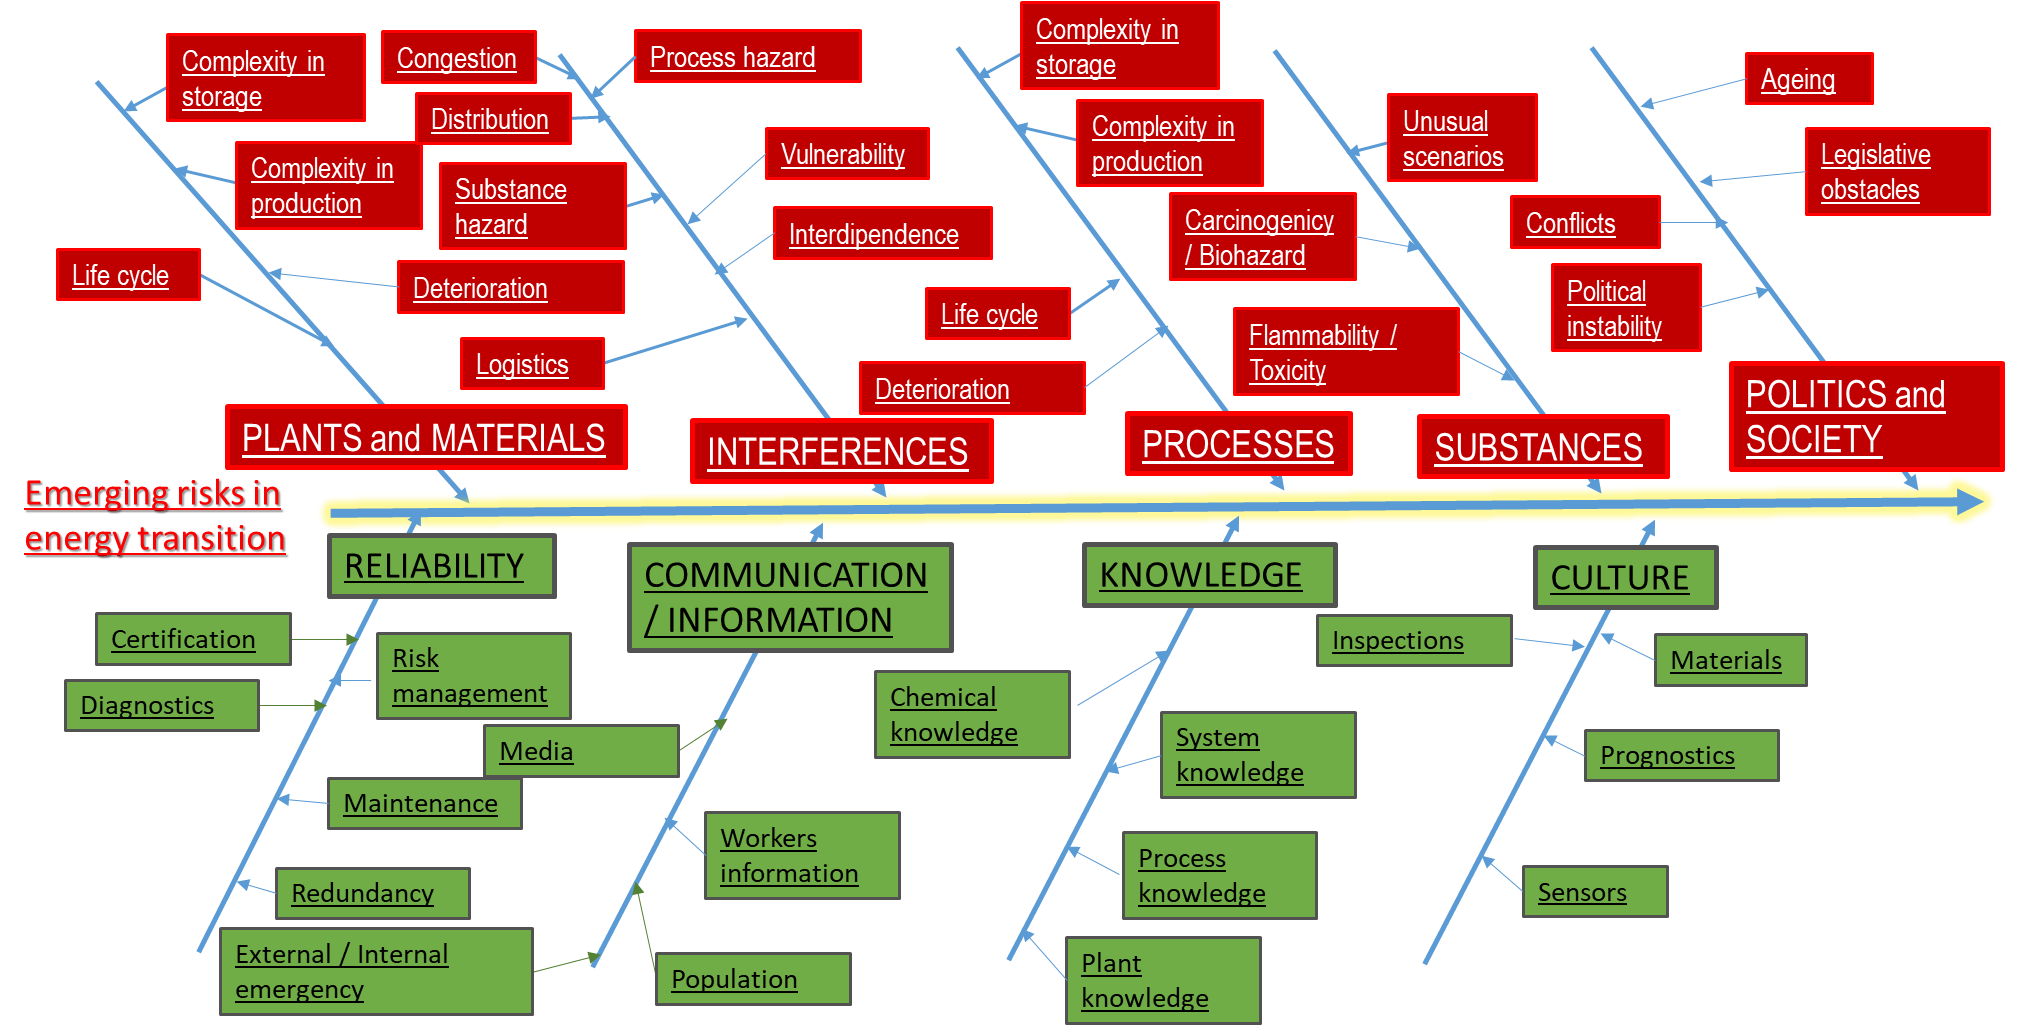 Complexity in
storage
Congestion
Process hazard
Complexity in
storage
Ageing
Distribution
Complexity in
production
Vulnerability
Complexity in
production
Unusual
scenarios
Legislative
obstacles
Substance
hazard
Interdipendence
Carcinogenicity
/ Biohazard
Conflicts
Life cycle
Deterioration
Life cycle
Political
instability
Logistics
Deterioration
Flammability /
Toxicity
PLANTS and MATERIALS
INTERFERENCES
PROCESSES
SUBSTANCES
POLITICS and
SOCIETY
Emerging risks in
energy transition
RELIABILITY
COMMUNICATION
/ INFORMATION
KNOWLEDGE
CULTURE
Certification
Risk
management
Diagnostics
Media
Chemical
knowledge
System
knowledge
Inspections
Materials
Prognostics
Maintenance
Workers
information
Process
knowledge
Sensors
Redundancy
External / Internal
emergency
Population
Plant
knowledge